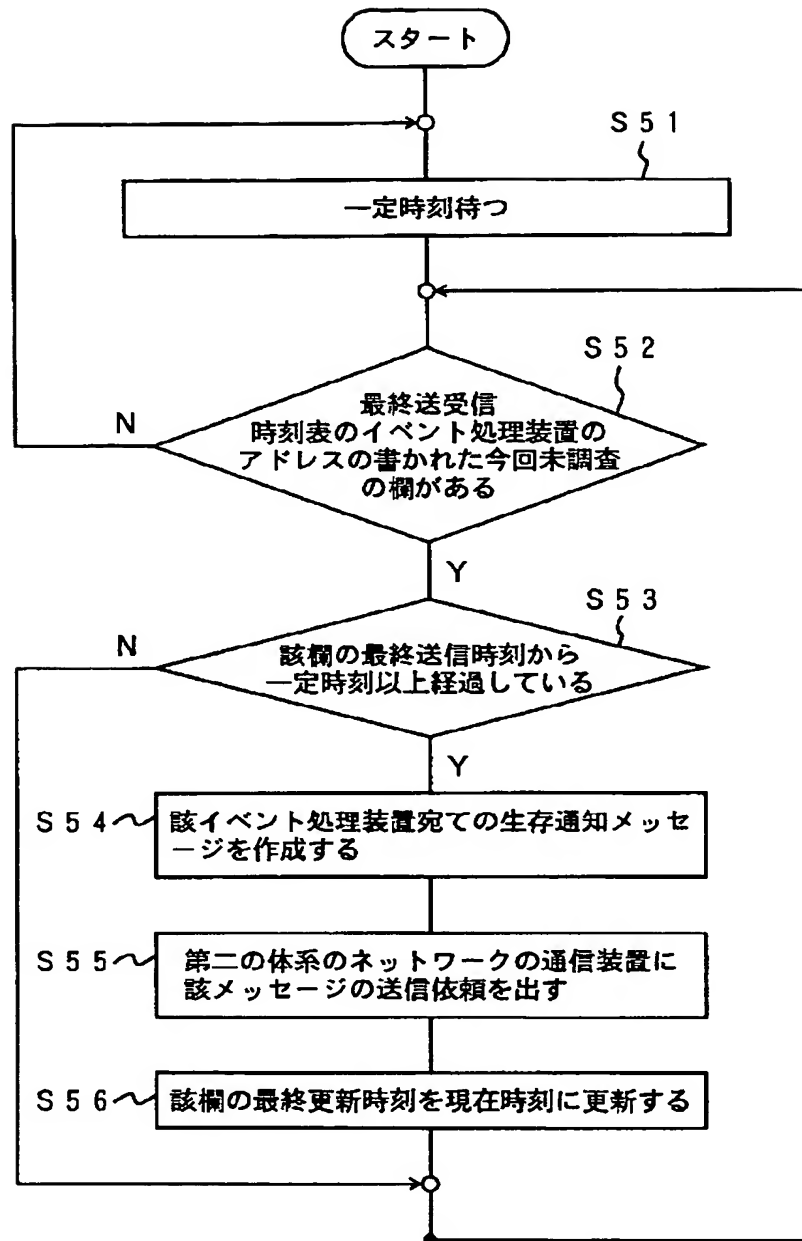 スタート
S51
一定時刻待つ
S52
最終送受信
時刻表のイベント処理装置の
アドレスの書かれた今回未調査
の欄がある
N
Y
S53
N
該欄の最終送信時刻から
一定時刻以上経過している
Y
S54
該イベント処理装置宛ての生存通知メッセ
ージを作成する
S55
第二の体系のネットワークの通信装置に
該メッセージの送信依頼を出す
S56
該欄の最終更新時刻を現在時刻に更新する